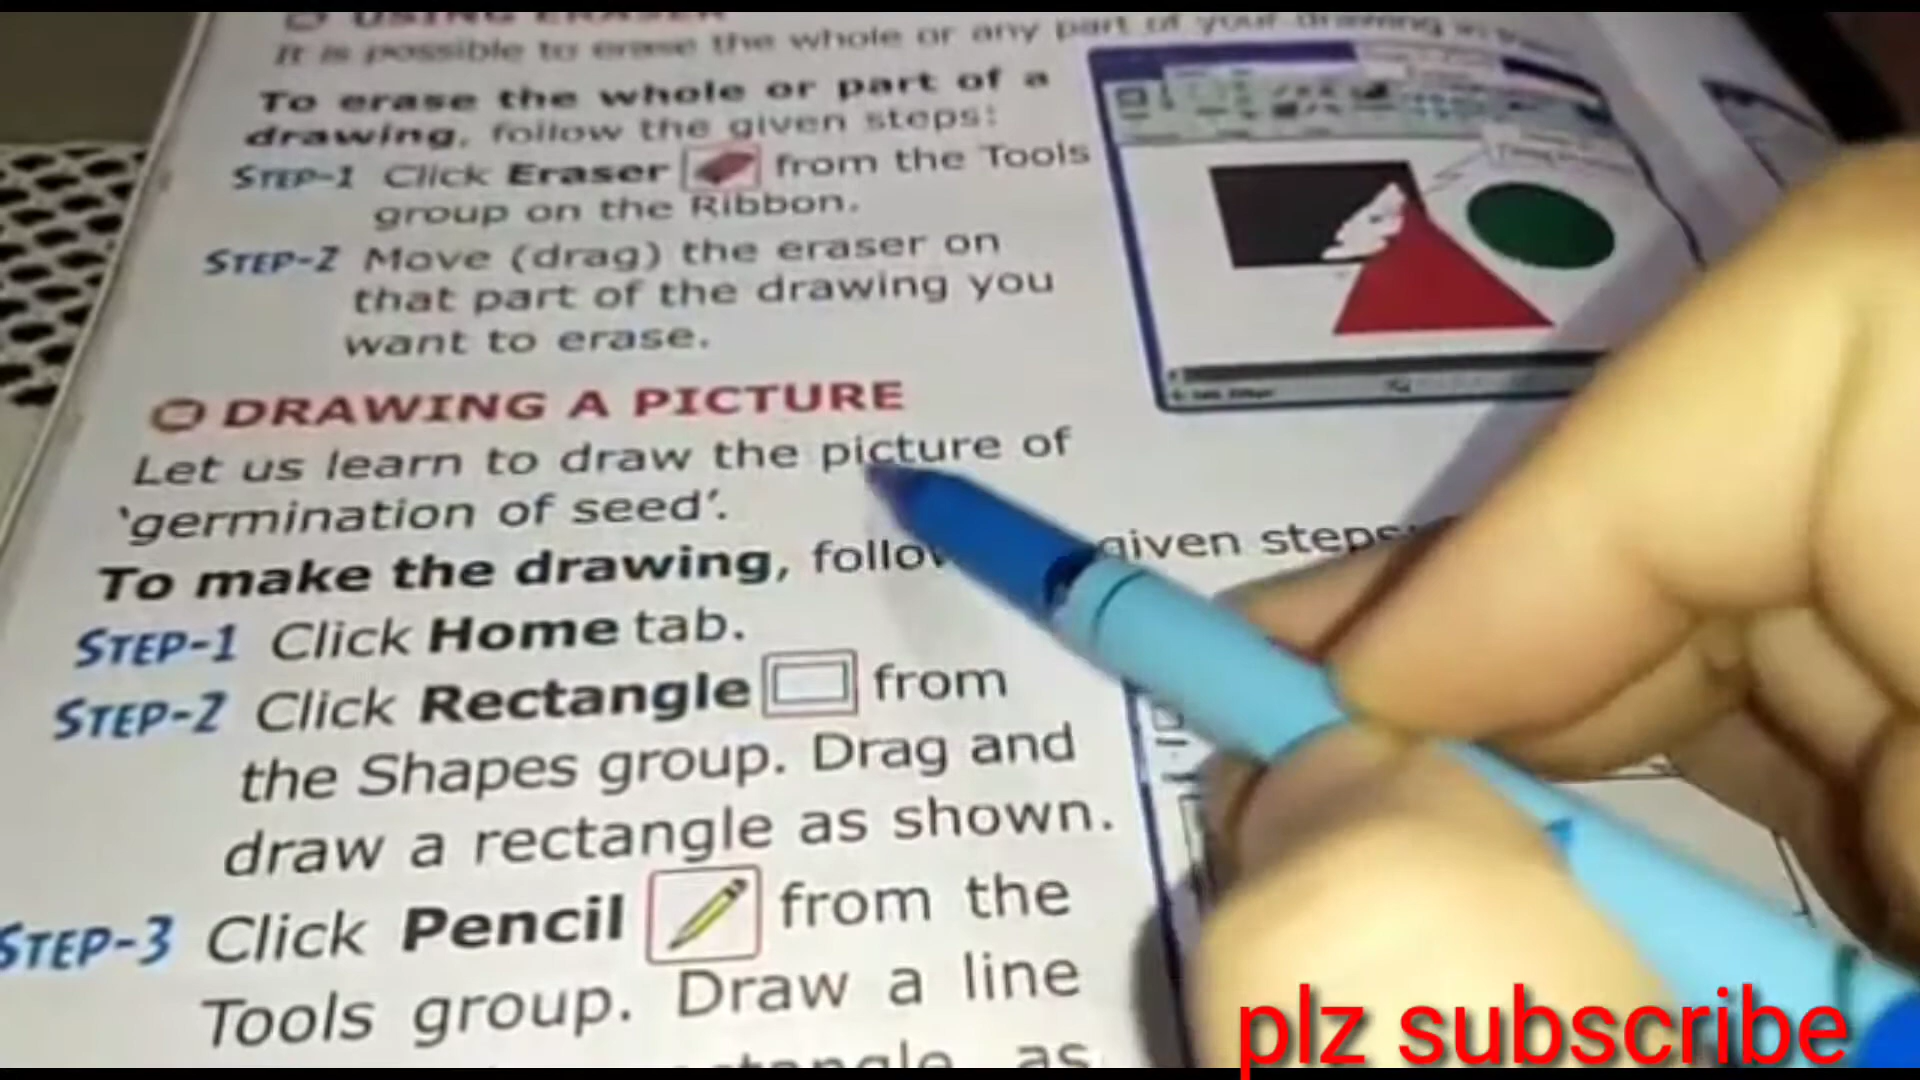 USING ERASER
It is possible to erase the whole or any part of your drawing in
To erase the whole or part of a
drawing, follow the given steps:
STEP-1 Click Eraser from the Tools
group on the Ribbon.
STEP-2 Move (drag) the eraser on
that part of the drawing you
want to erase.
DRAWING A PICTURE
Let us learn to draw the picture of
‘germination of seed’.
To make the drawing, follow given steps:
STEP-1 Click Home tab.
STEP-2 Click Rectangle from
the Shapes group. Drag and
draw a rectangle as shown.
STEP-3 Click Pencil from the
Tools group. Draw a line
as
plz subscribe